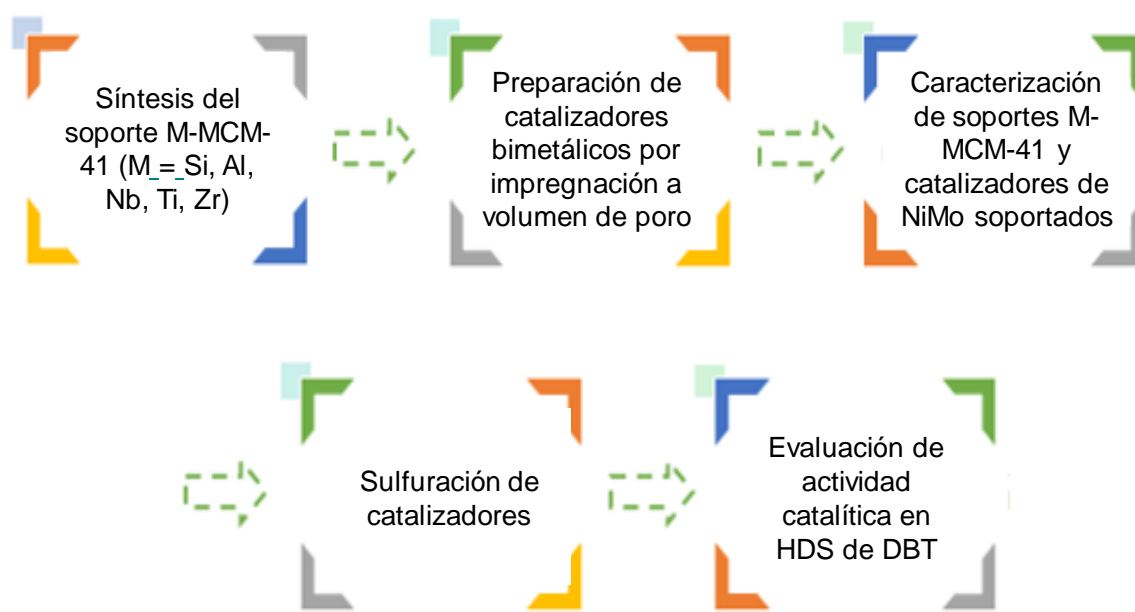 Síntesis del
soporte M-MCM-
41 (M = Si, Al,
Nb, Ti, Zr)
Preparación de
catalizadores
bimetálicos por
impregnación a
volumen de poro
Caracterización
de soportes M-
MCM-41 y
catalizadores de
NiMo soportados
Sulfuración de
catalizadores
Evaluación de
actividad
catalítica en
HDS de DBT